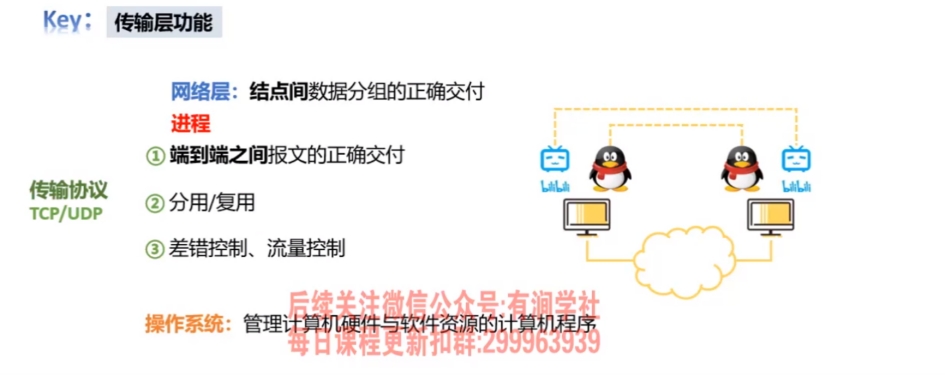 Key： 传输层功能
网络层：结点间数据分组的正确交付
进程
① 端到端之间报文的正确交付
传输协议
TCP/UDP
② 分用/复用
③ 差错控制、流量控制
bilibili
bilibili
后续关注微信公众号:有涧学社
操作系统：管理计算机硬件与软件资源的计算机程序
每日课程更新扣群:299963939